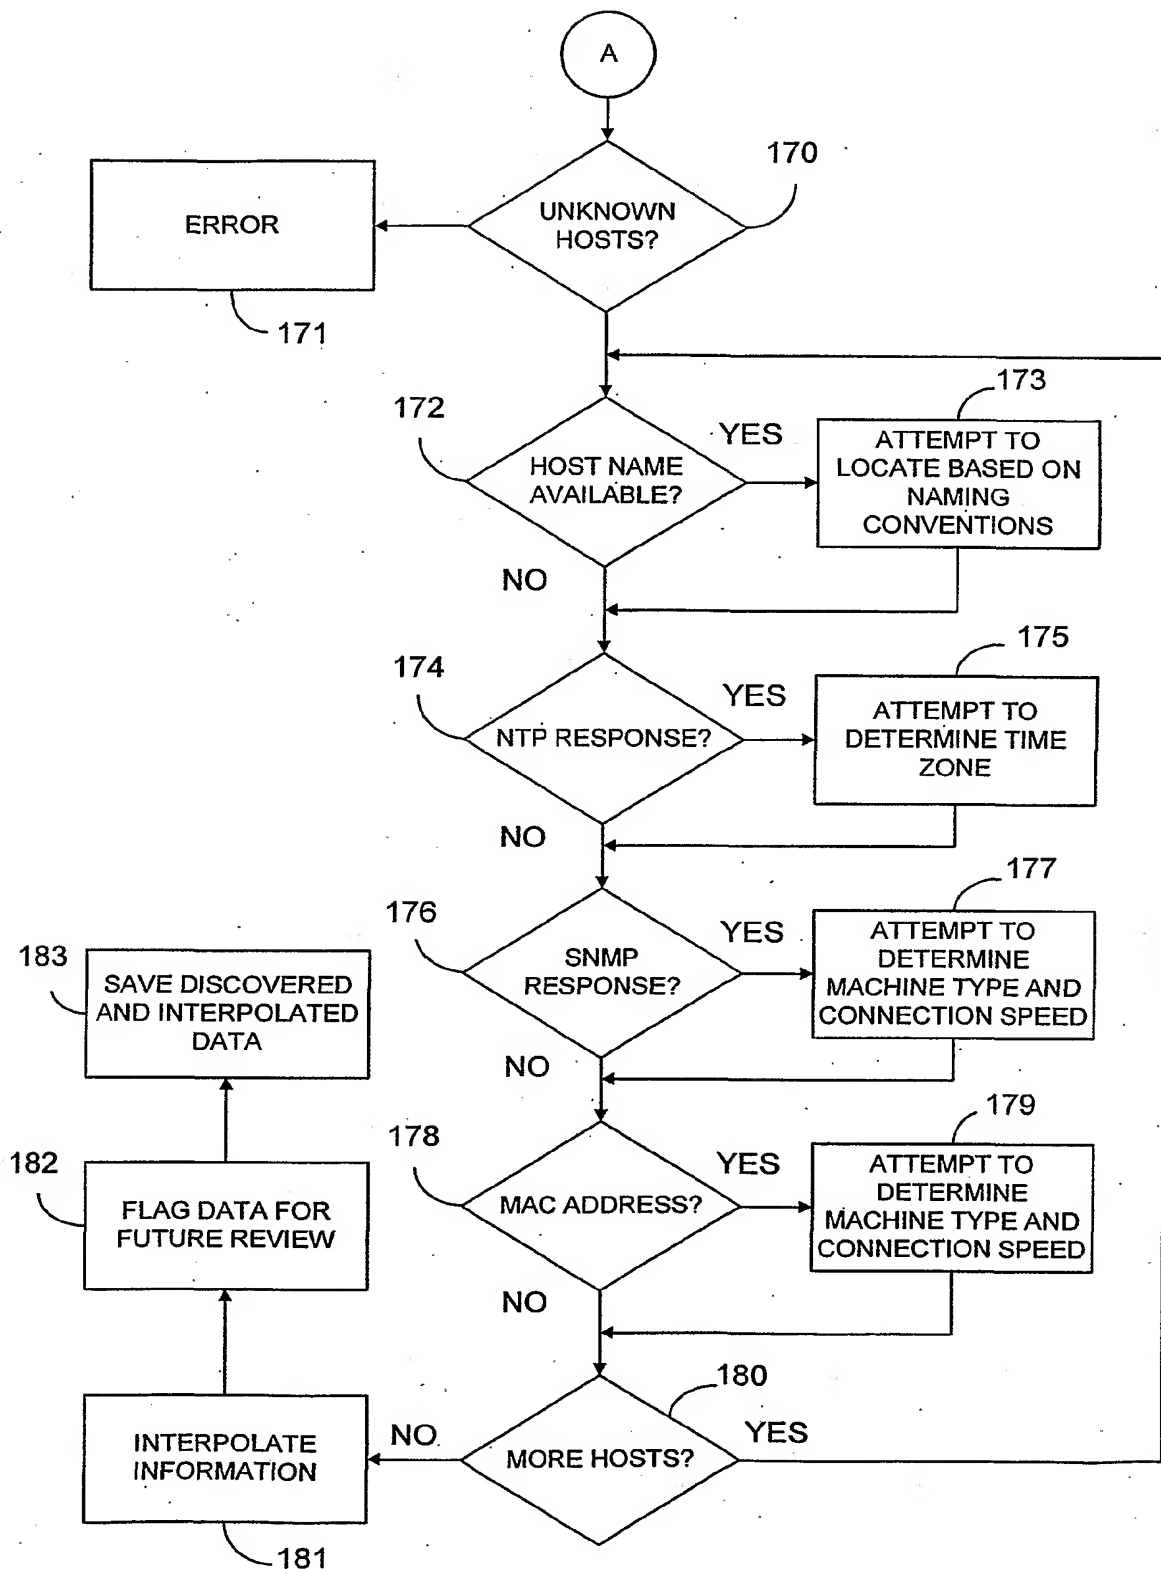 A
170
UNKNOWN
HOSTS?
ERROR
171
172
HOST NAME
AVAILABLE?
YES
173
ATTEMPT TO
LOCATE BASED ON
NAMING
CONVENTIONS
NO
174
NTP RESPONSE?
YES
175
ATTEMPT TO
DETERMINE TIME
ZONE
NO
176
SNMP
RESPONSE?
YES
177
ATTEMPT TO
DETERMINE
MACHINE TYPE AND
CONNECTION SPEED
NO
178
MAC ADDRESS?
YES
179
ATTEMPT TO
DETERMINE
MACHINE TYPE AND
CONNECTION SPEED
NO
180
MORE HOSTS?
YES
NO
INTERPOLATE
INFORMATION
181
182
FLAG DATA FOR
FUTURE REVIEW
183
SAVE DISCOVERED
AND INTERPOLATED
DATA